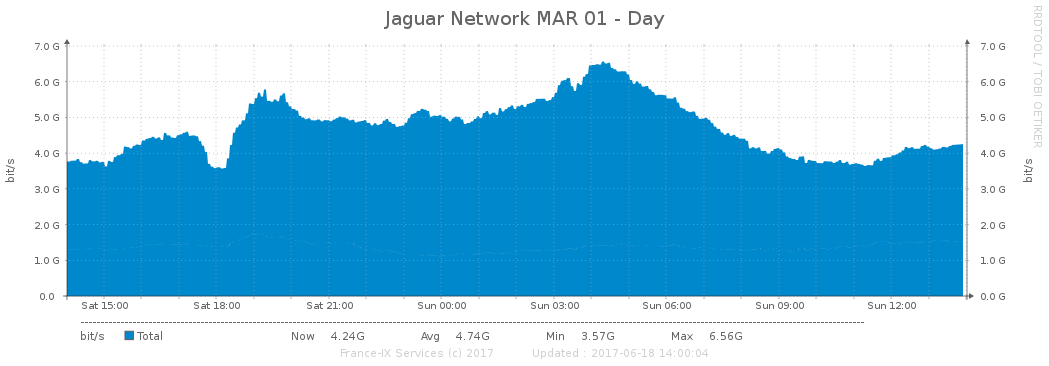 Jaguar Network MAR 01 - Day
RRDTOOL / TOBI OETIKER
7.0 G 7.0 G
6.0 G 6.0 G
5.0 G 5.0 G
4.0 G 4.0 G
bit/s bit/s
3.0 G 3.0 G
2.0 G 2.0 G
1.0 G 1.0 G
0.0 0.0 G
Sat 15:00 Sat 18:00 Sat 21:00 Sun 00:00 Sun 03:00 Sun 06:00 Sun 09:00 Sun 12:00
bit/s Total Now 4.24G Avg 4.74G Min 3.57G Max 6.56G
France-IX Services (c) 2017 Updated : 2017-06-18 14:00:04